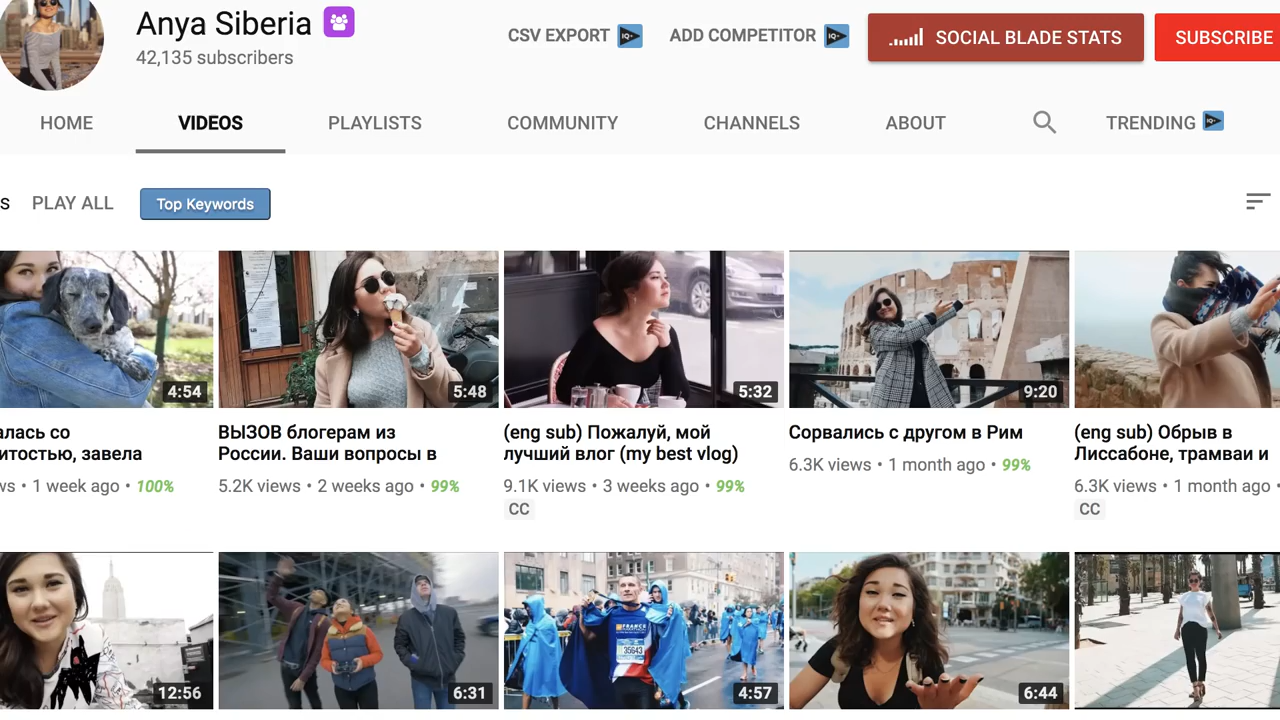 Anya Siberia
42,135 subscribers
CSV EXPORT IQ+
ADD COMPETITOR IQ+
SOCIAL BLADE STATS
SUBSCRIBE
HOME
VIDEOS
PLAYLISTS
COMMUNITY
CHANNELS
ABOUT
TRENDING IQ+
PLAY ALL
Top Keywords
4:54
5:48
5:32
9:20
со
завела
1 week ago • 100%
ВЫЗОВ блогерам из
России. Ваши вопросы в
5.2K views • 2 weeks ago • 99%
(eng sub) Пожалуй, мой
лучший влог (my best vlog)
9.1K views • 3 weeks ago • 99%
CC
Сорвались с другом в Рим
6.3K views • 1 month ago • 99%
(eng sub) Обрыв в
Лиссабоне, трамваи и
6.3K views • 1 month ago •
CC
12:56
6:31
FRANCE
35643
4:57
6:44